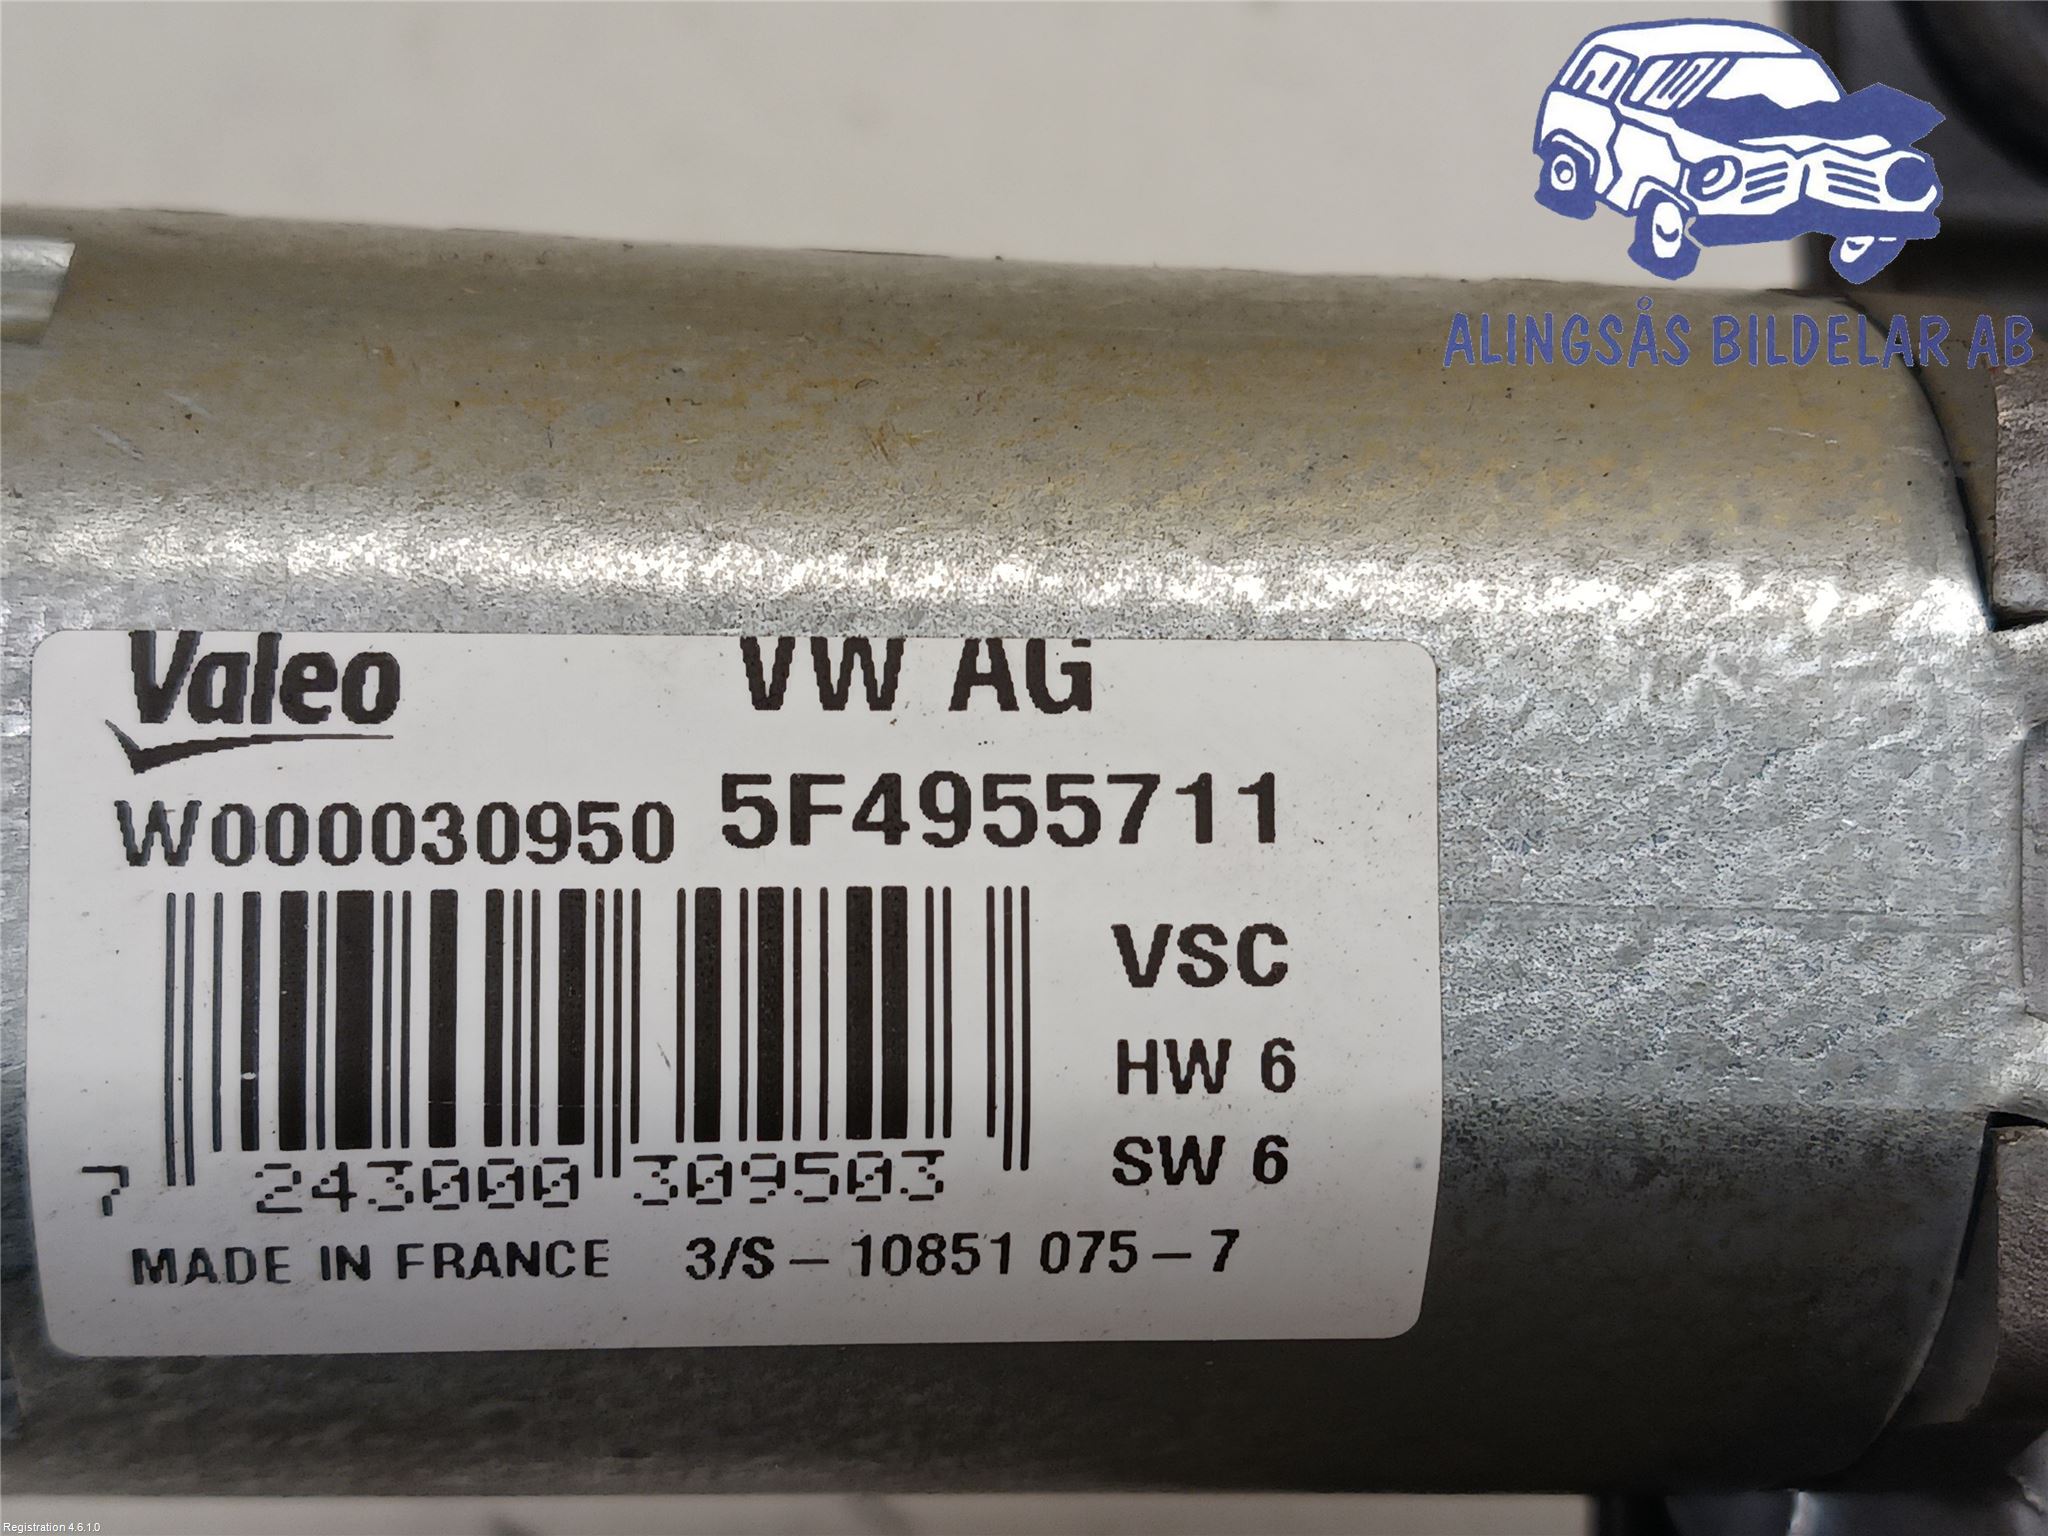 ALINGSÅS BILDELAR AB
Valeo VW AG
W000030950 5F4955711
VSC
HW 6
SW 6
7 243000 309503
MADE IN FRANCE 3/S - 10851 075 - 7
Registration 4.6.1.0